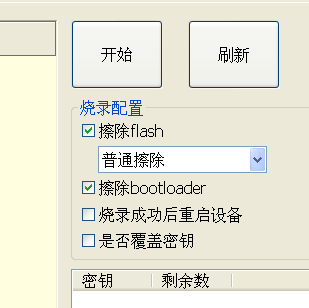 开始 刷新
烧录配置
擦除flash
普通擦除
擦除bootloader
烧录成功后重启设备
是否覆盖密钥
密钥 剩余数